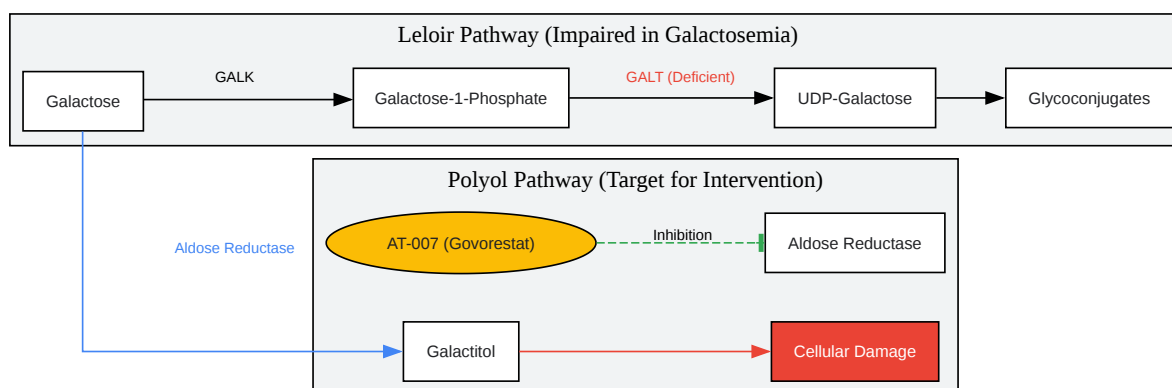 Leloir Pathway (Impaired in Galactosemia)
Galactose
GALK
Galactose-1-Phosphate
GALT (Deficient)
UDP-Galactose
Glycoconjugates
Polyol Pathway (Target for Intervention)
Aldose Reductase
AT-007 (Govorestat)
Inhibition
Aldose Reductase
Galactitol
Cellular Damage